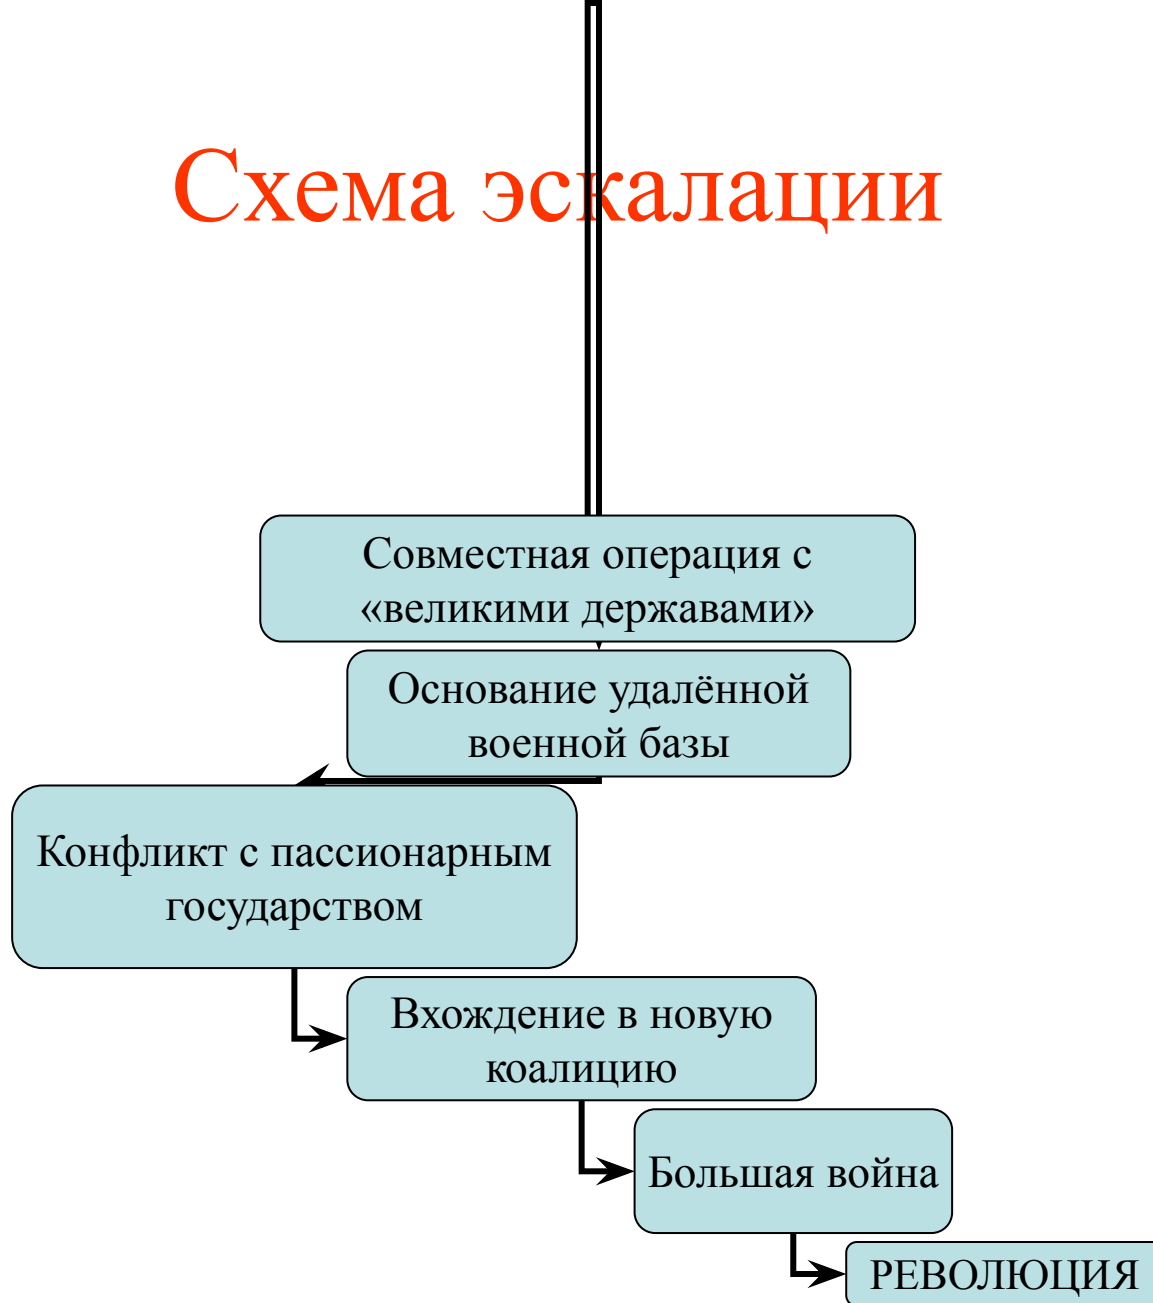 Схема эскалации
Совместная операция с
«великими державами»
Основание удалённой
военной базы
Конфликт с пассионарным
государством
Вхождение в новую
коалицию
Большая война
РЕВОЛЮЦИЯ